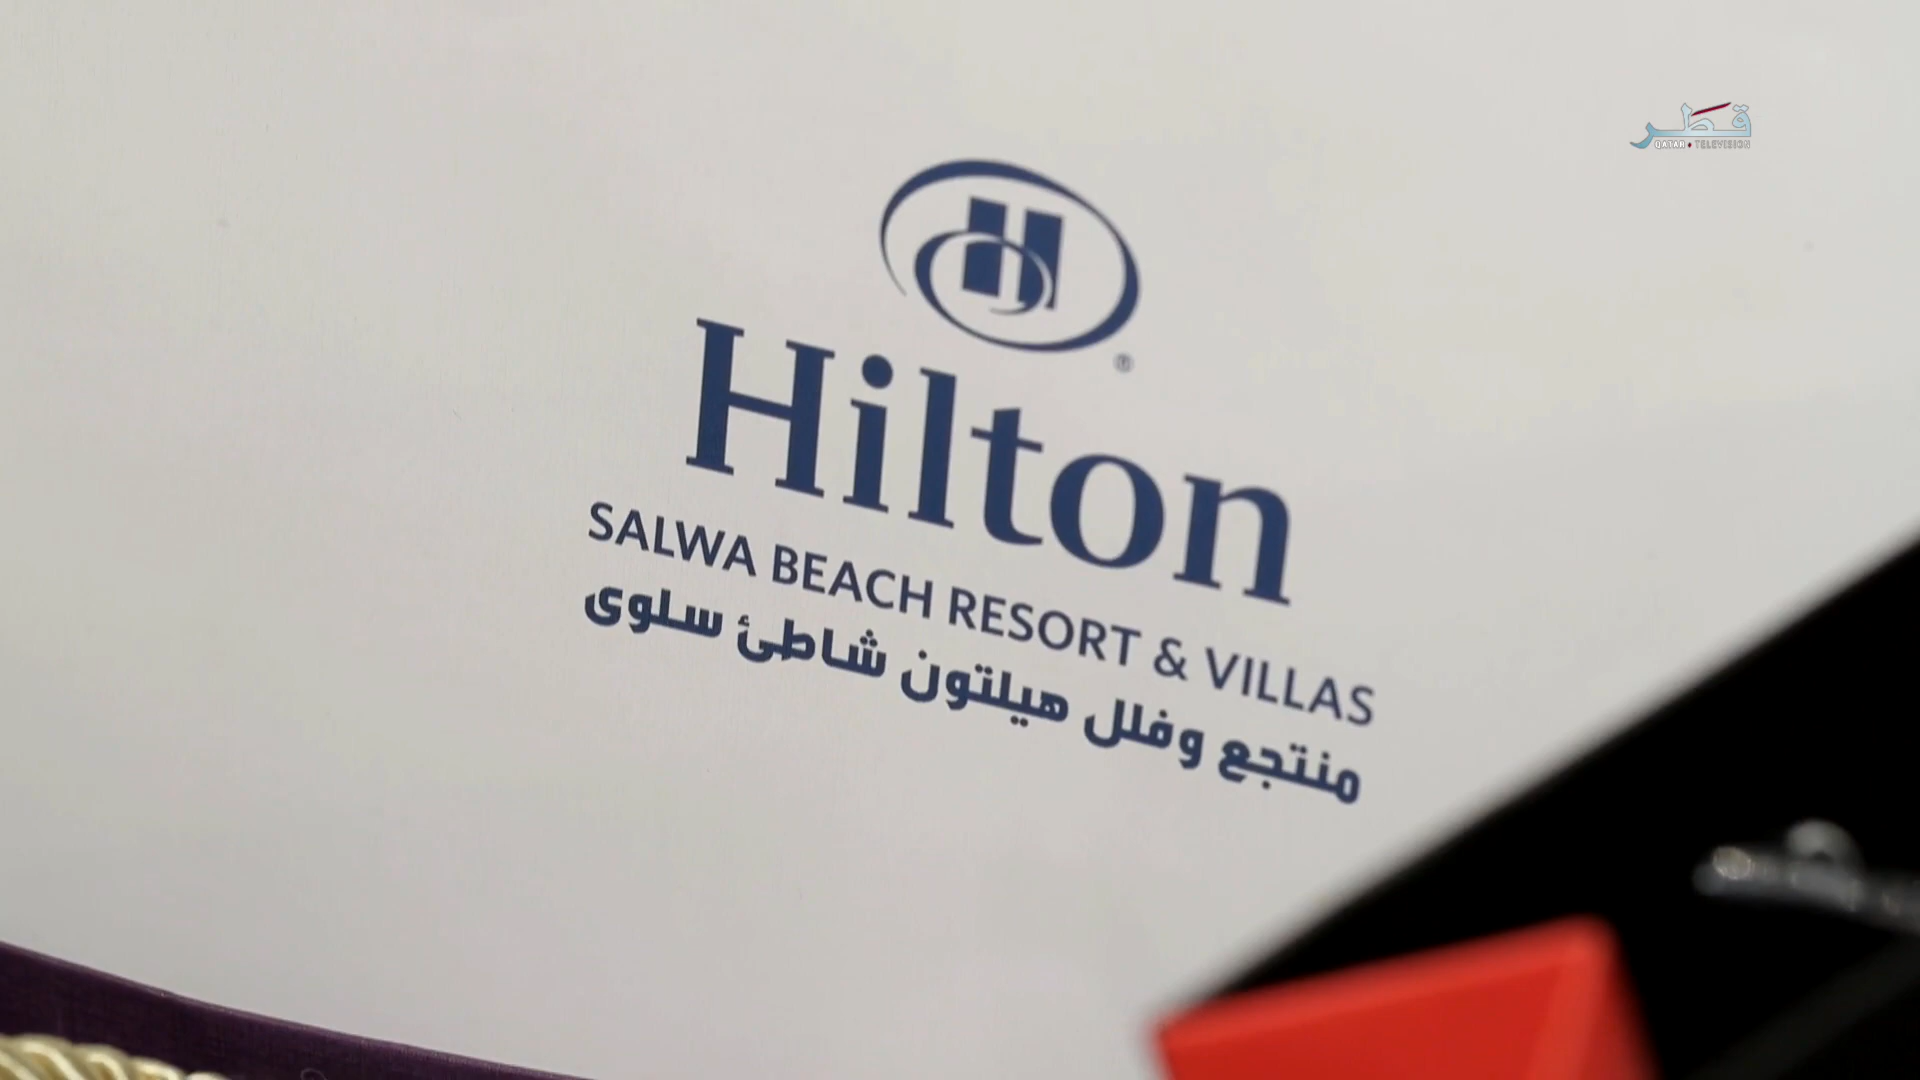 قطر
QATAR TELEVISION
H
®
Hilton
SALWA BEACH RESORT & VILLAS
منتجع وفلل هيلتون شاطئ سلوى